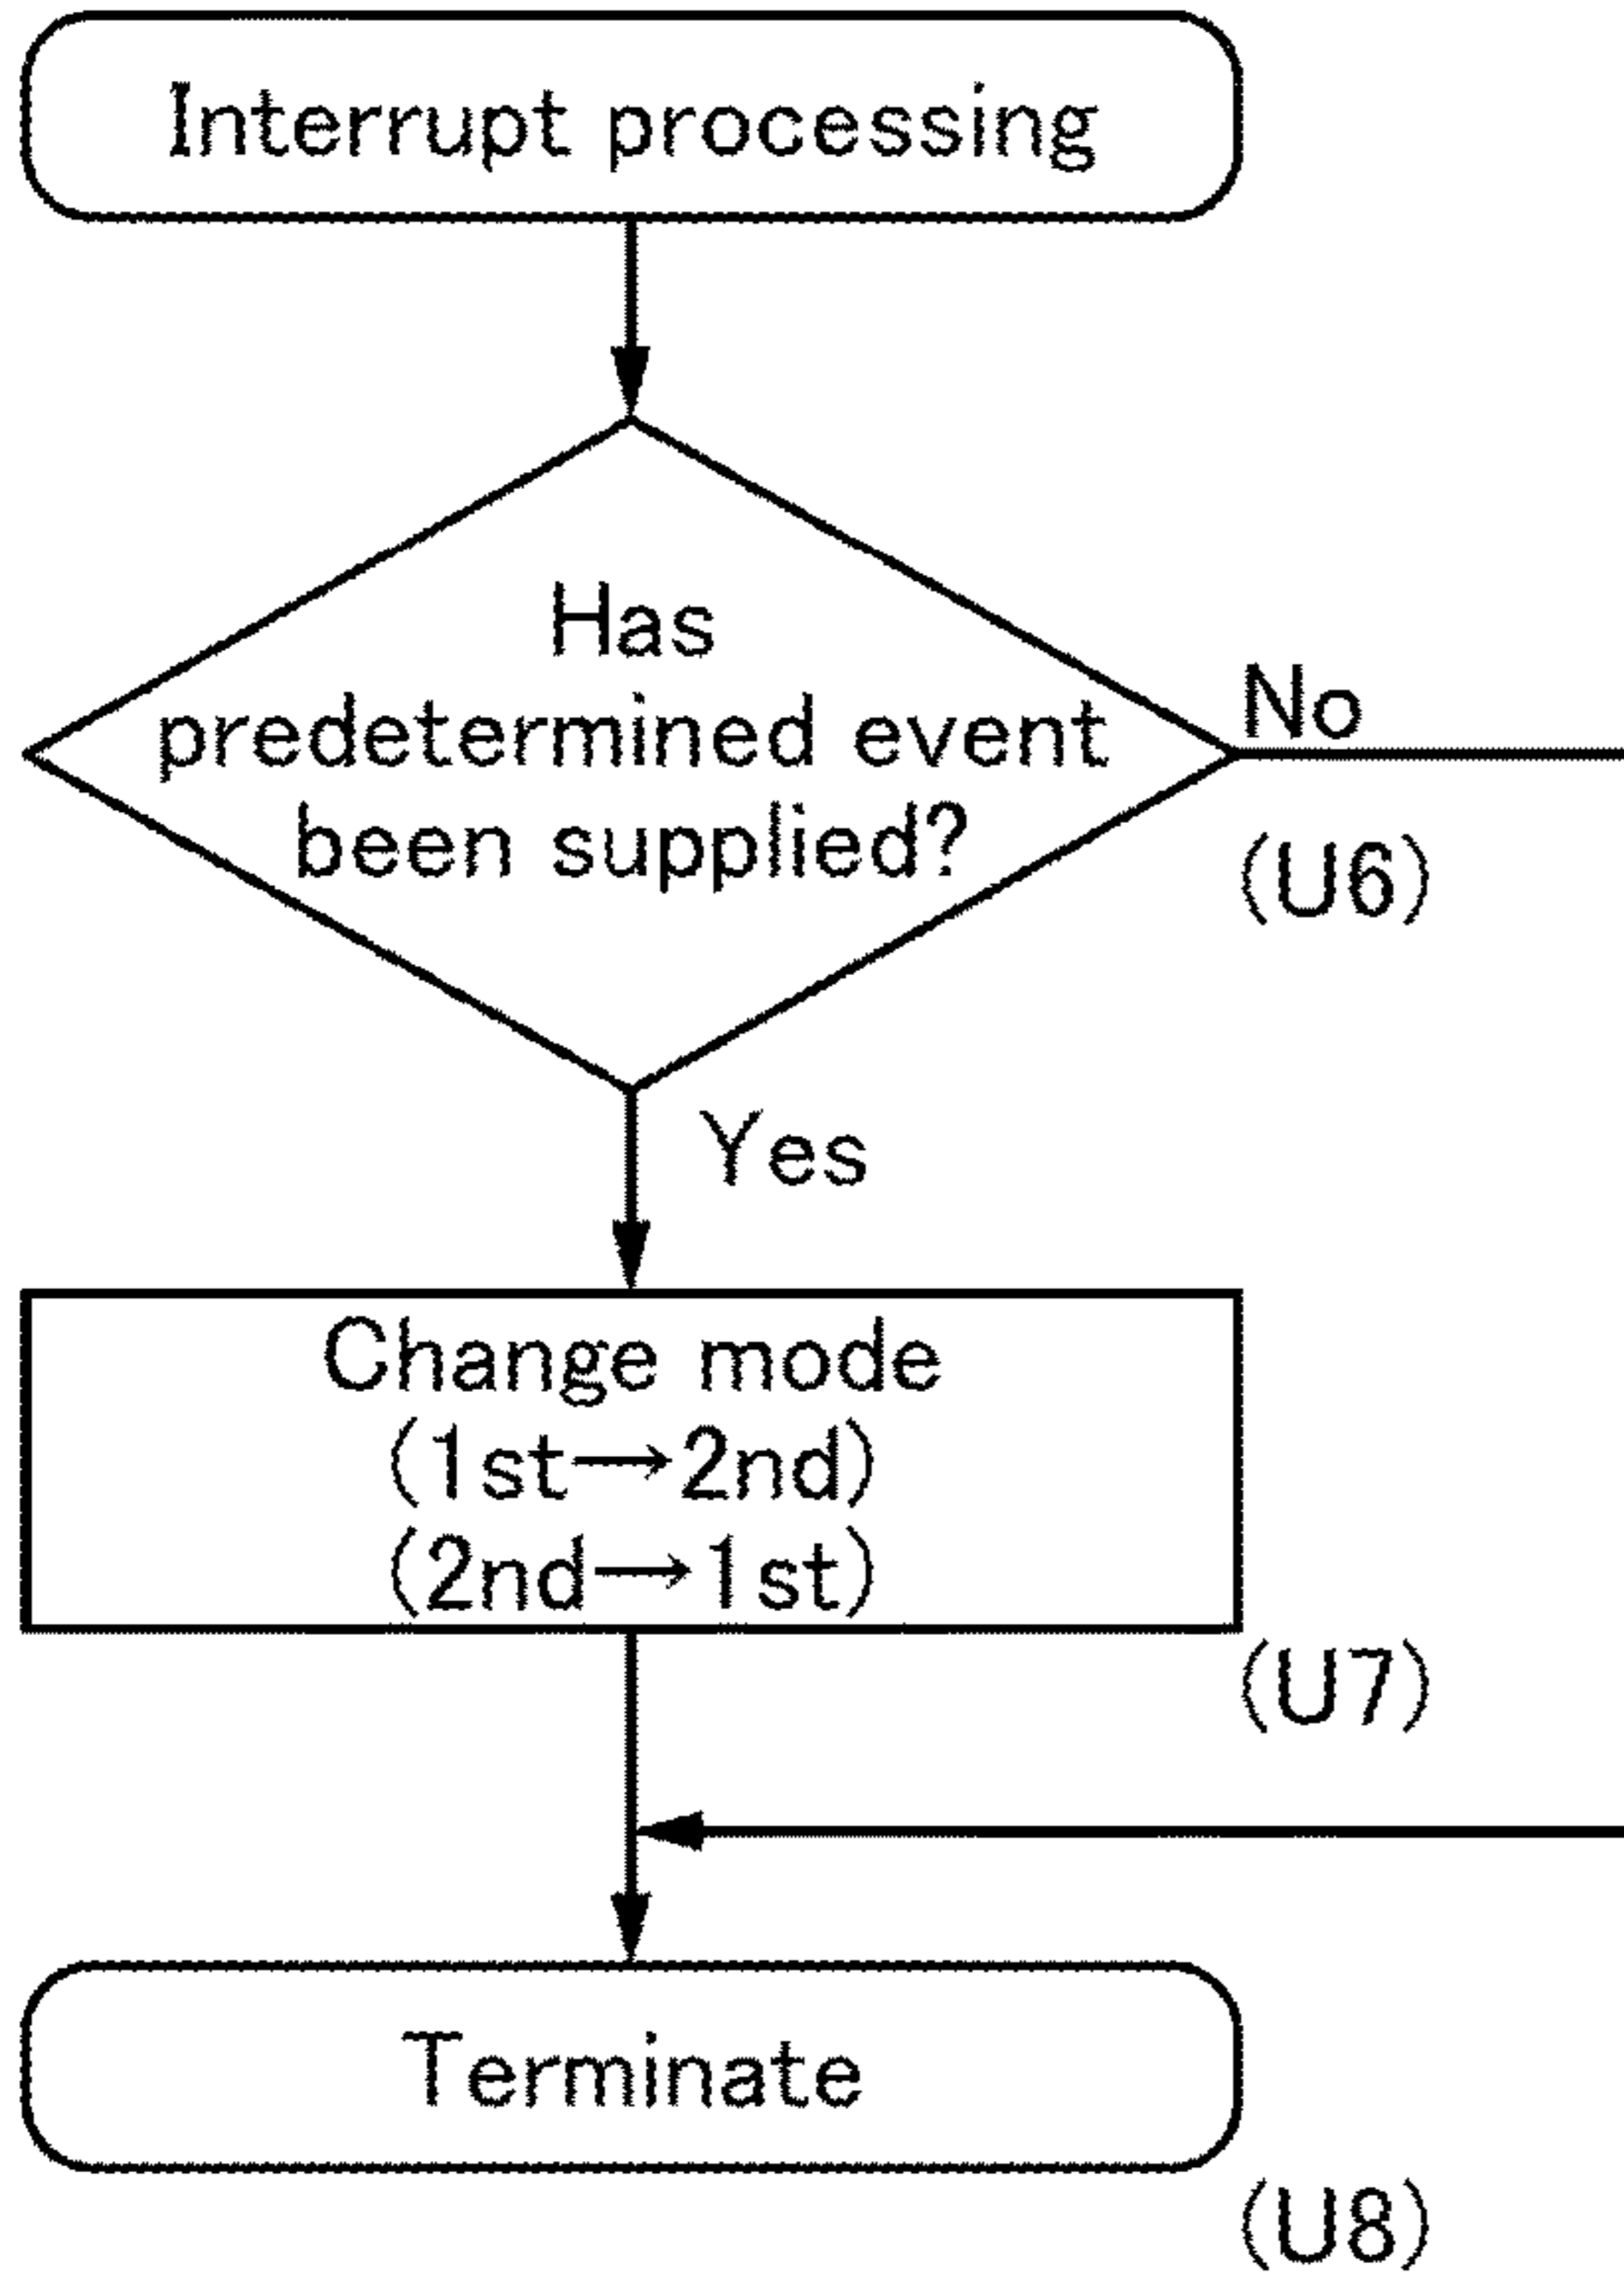 Interrupt processing
Has
predetermined event
been supplied?
No
(U6)
Yes
Change mode
(1st→2nd)
(2nd→1st)
(U7)
Terminate
(U8)